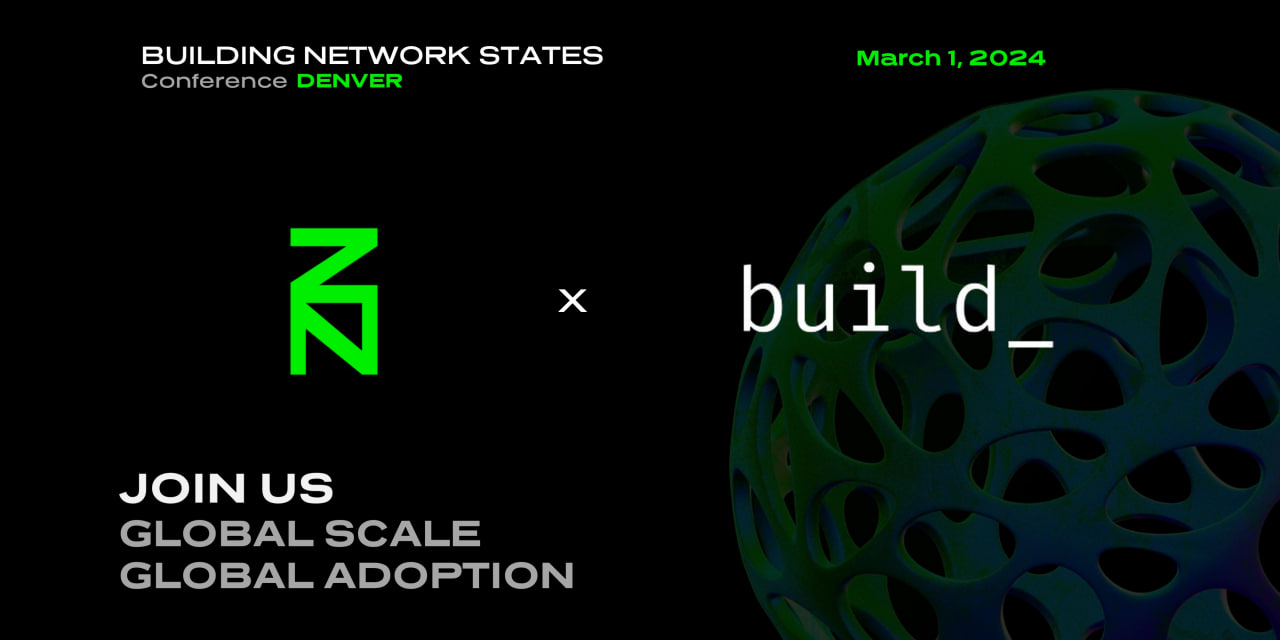 BUILDING NETWORK STATES
Conference DENVER
March 1, 2024
x
build_
JOIN US
GLOBAL SCALE
GLOBAL ADOPTION